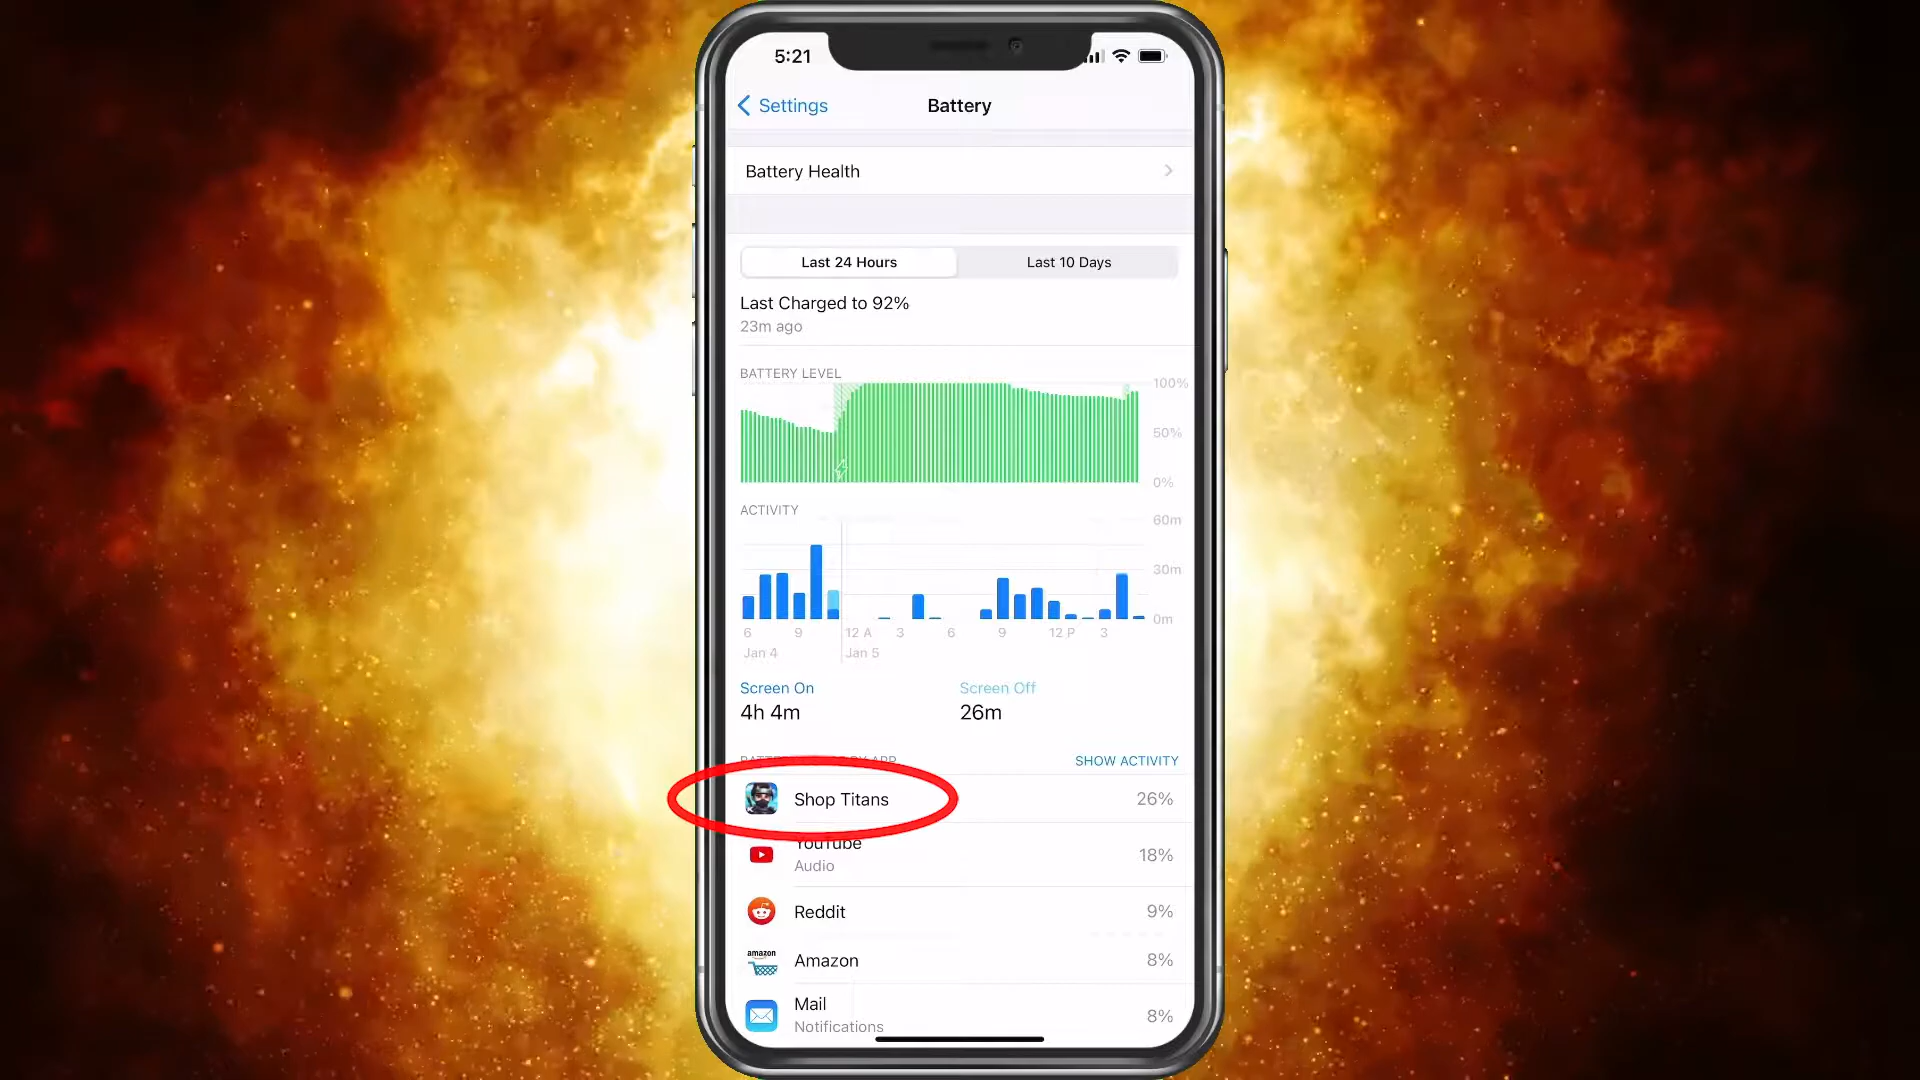 5:21
Settings
Battery
Battery Health
Last 24 Hours
Last 10 Days
Last Charged to 92%
23m ago
BATTERY LEVEL
100%
50%
0%
ACTIVITY
60m
30m
0m
6 9 12 A 3 6 9 12 P 3
Jan 4 Jan 5
Screen On
Screen Off
4h 4m
26m
SHOW ACTIVITY
Shop Titans
26%
YouTube
Audio
18%
Reddit
9%
amazon
Amazon
8%
Mail
Notifications
8%